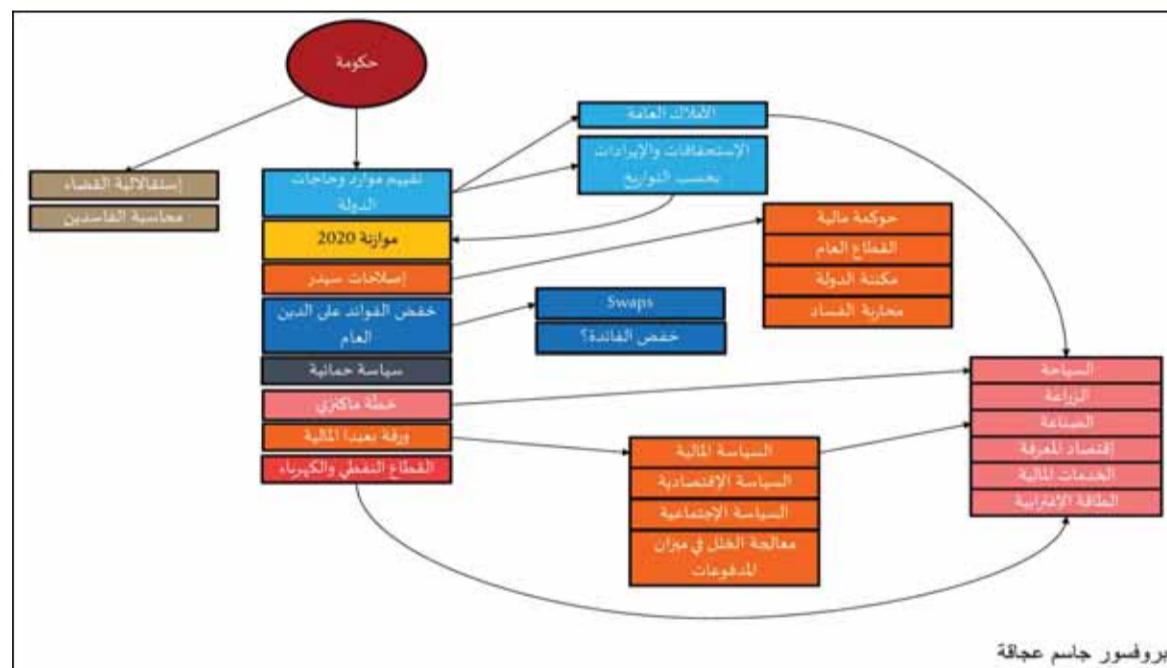 حكومة
إستقلالية القضاء
محاسبة الفاسدين
تقييم موارد وحاجات
الدولة
موازنة 2020
إصلاحات سيدر
خفض الفوائد على الدين
العام
سياسة حمائية
خطة ماكنزي
ورقة بعبدا المالية
القطاع النفطي والكهرباء
الأملاك العامة
الإستحقاقات والإيرادات
بحسب التواريخ
حوكمة مالية
القطاع العام
مكننة الدولة
محاربة الفساد
Swaps
خفض الفائدة؟
السياسة المالية
السياسة الإقتصادية
السياسة الإجتماعية
معالجة الخلل في ميزان
المدفوعات
السياحة
الزراعة
الصناعة
إقتصاد المعرفة
الخدمات المالية
الطاقة الإغترابية
بروفسور جاسم عجاقة